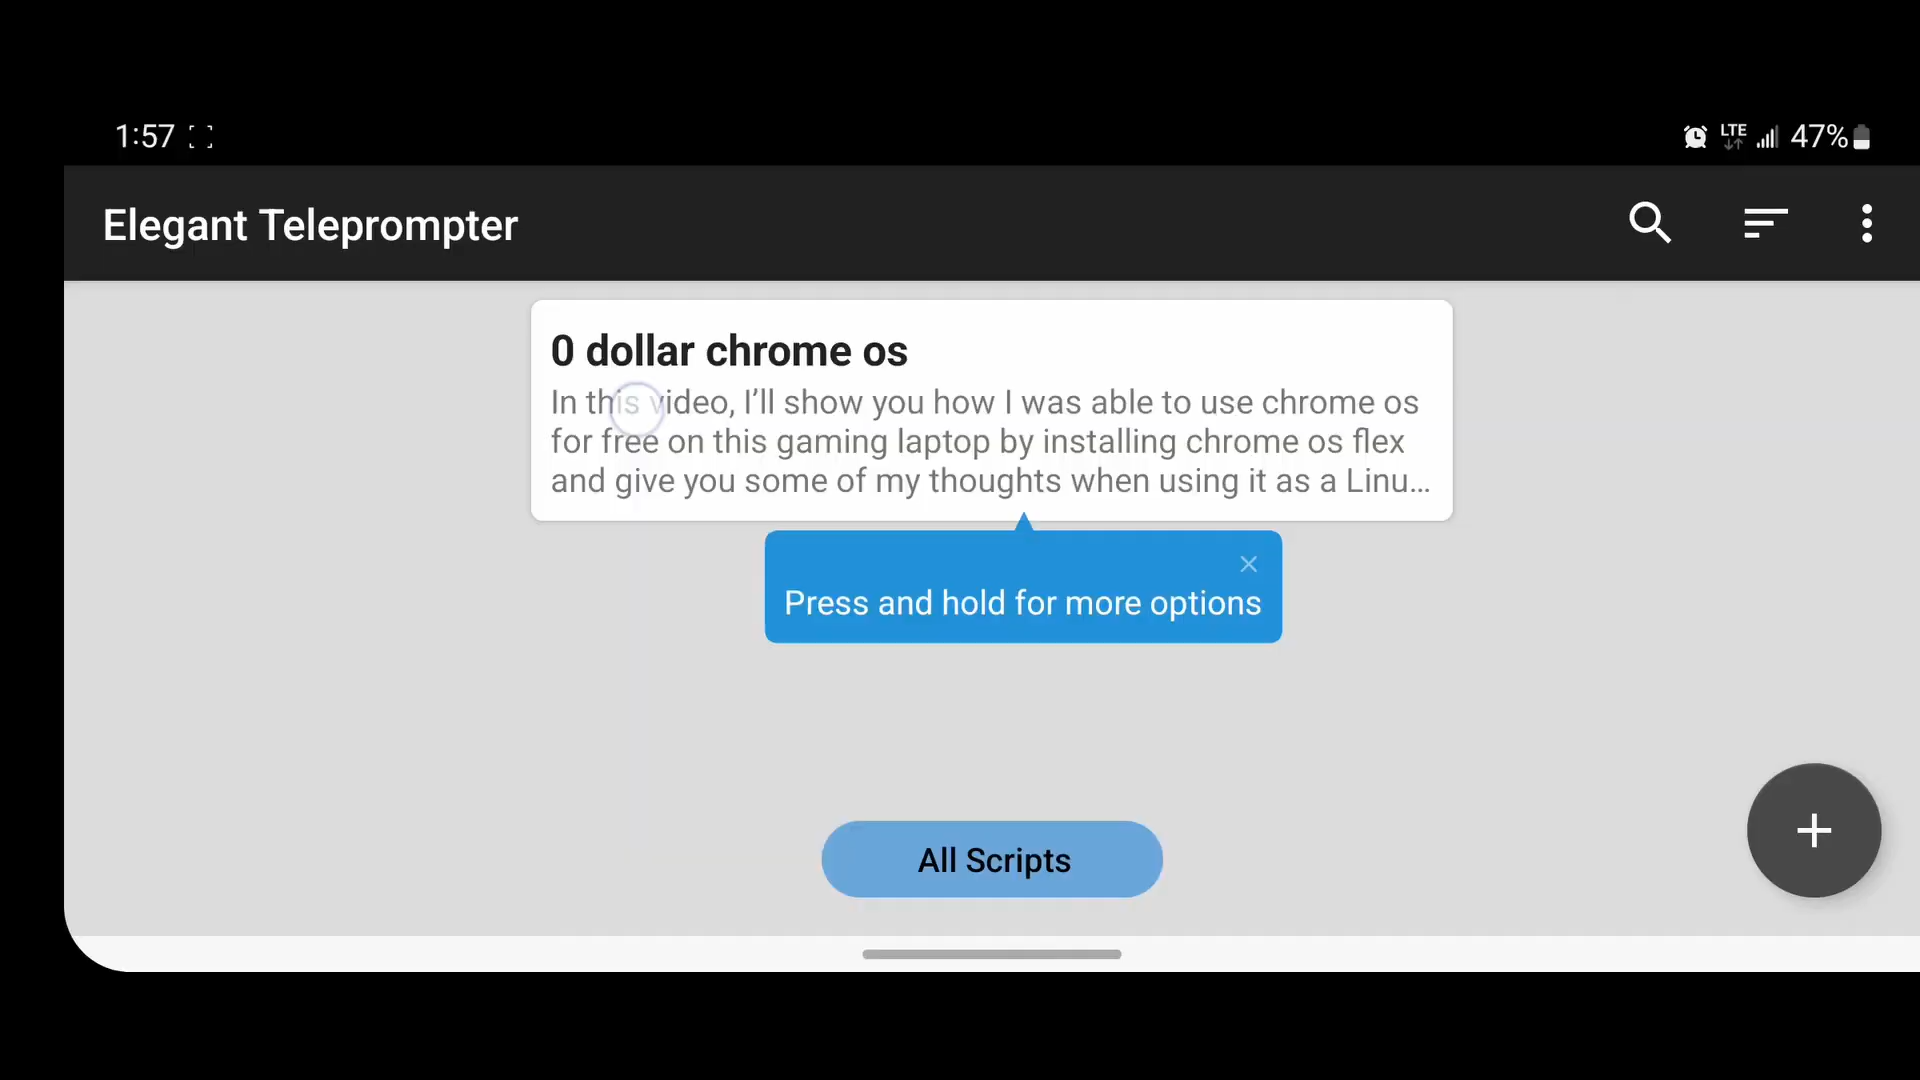 1:57
LTE
47%
Elegant Teleprompter
0 dollar chrome os
In this video, I’ll show you how I was able to use chrome os
for free on this gaming laptop by installing chrome os flex
and give you some of my thoughts when using it as a Linu...
Press and hold for more options
All Scripts